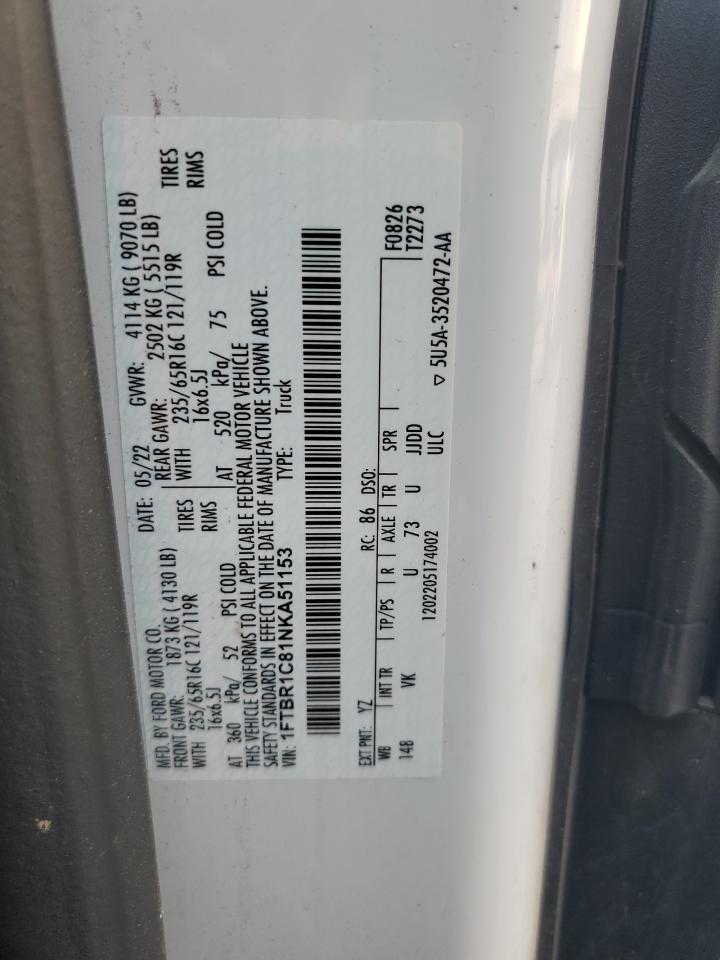 MFD. BY FORD MOTOR CO. DATE: 05/22 GVWR: 4114 KG ( 9070 LB)
FRONT GAWR: 1873 KG ( 4130 LB) REAR GAWR: 2502 KG ( 5515 LB)
WITH 235/65R16C 121/119R TIRES WITH 235/65R16C 121/119R TIRES
16x6.5J RIMS 16x6.5J RIMS
AT 360 kPa/ 52 PSI COLD AT 520 kPa/ 75 PSI COLD
THIS VEHICLE CONFORMS TO ALL APPLICABLE FEDERAL MOTOR VEHICLE
SAFETY STANDARDS IN EFFECT ON THE DATE OF MANUFACTURE SHOWN ABOVE.
VIN: 1FTBR1C81NKA51153 TYPE: Truck
EXT PNT: YZ RC: 86 DSO:
WB INT TR TP/PS R AXLE TR SPR F0826
148 VK U 73 U JJDD T2273
1202205174002 ULC
▽ 5U5A-3520472-AA